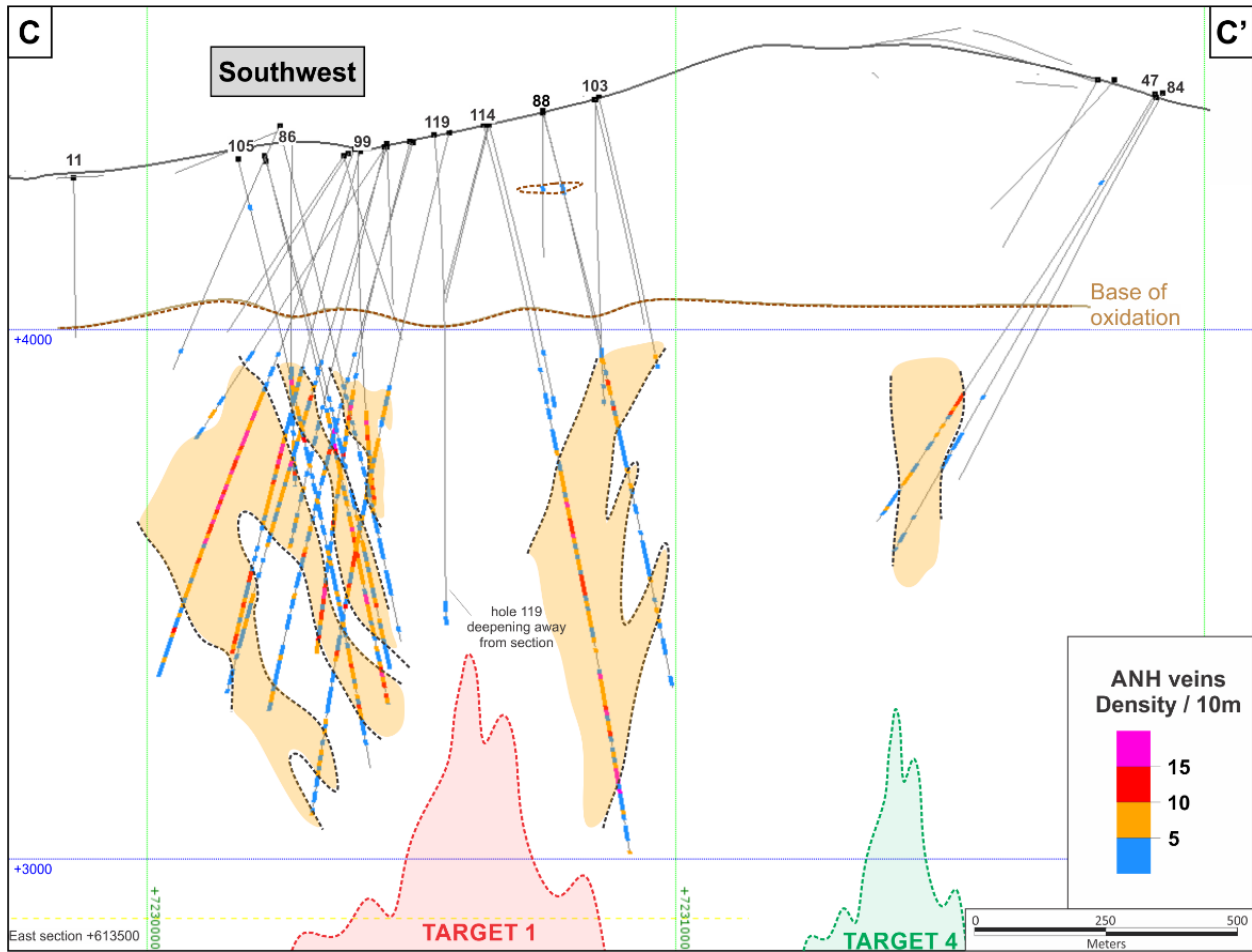 C
C'
Southwest
11
105
86
99
119
114
88
103
47
84
Base of
oxidation
+4000
hole 119
deepening away
from section
ANH veins
Density / 10m
15
10
5
+3000
+7230000
+7231000
TARGET 1
TARGET 4
East section +613500
0
250
500
Meters